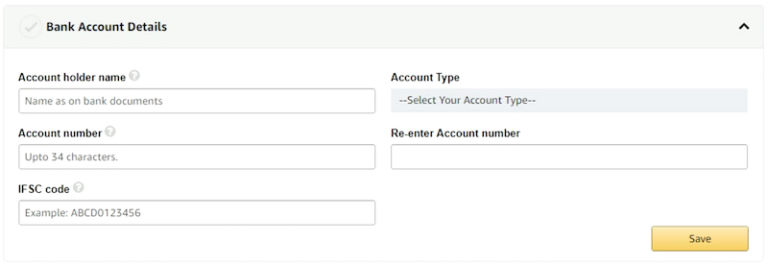 Bank Account Details
Account holder name ?
Account Type
Name as on bank documents
--Select Your Account Type--
Account number ?
Re-enter Account number
Upto 34 characters.
IFSC code ?
Example: ABCD0123456
Save